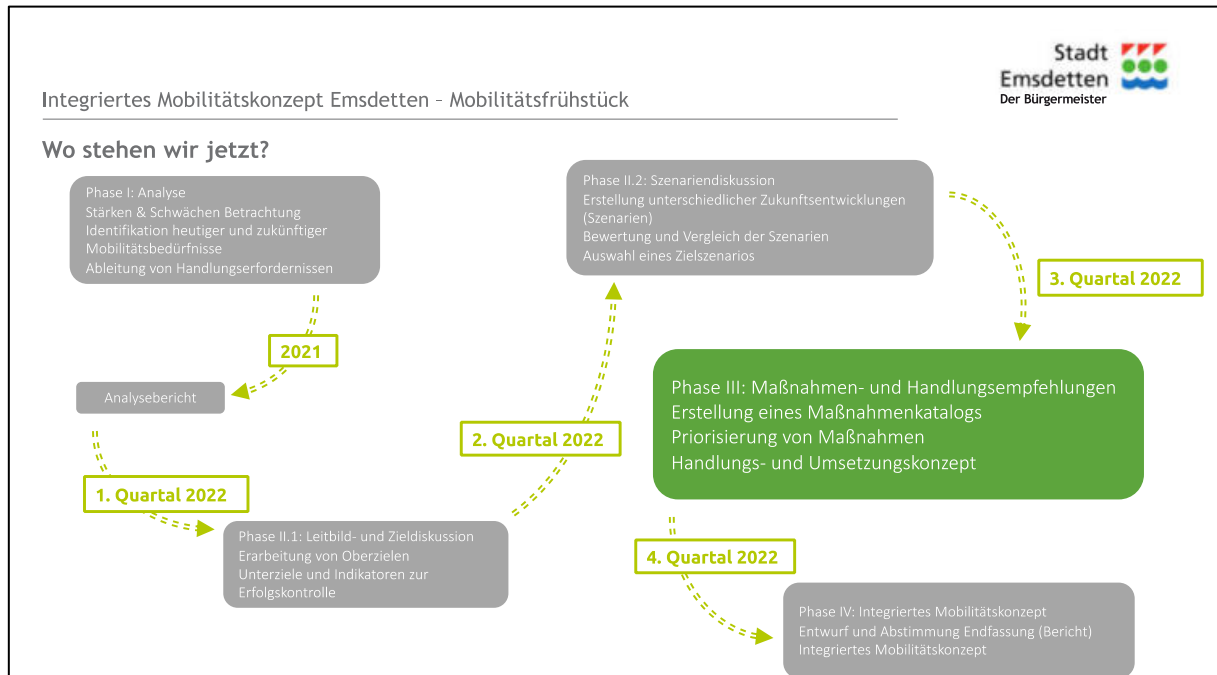 Stadt
Emsdetten
Der Bürgermeister
Integriertes Mobilitätskonzept Emsdetten – Mobilitätsfrühstück
Wo stehen wir jetzt?
Phase I: Analyse
Stärken & Schwächen Betrachtung
Identifikation heutiger und zukünftiger
Mobilitätsbedürfnisse
Ableitung von Handlungserfordernissen
2021
Analysebericht
1. Quartal 2022
Phase II.1: Leitbild- und Zieldiskussion
Erarbeitung von Oberzielen
Unterziele und Indikatoren zur
Erfolgskontrolle
2. Quartal 2022
Phase II.2: Szenariendiskussion
Erstellung unterschiedlicher Zukunftsentwicklungen
(Szenarien)
Bewertung und Vergleich der Szenarien
Auswahl eines Zielszenarios
3. Quartal 2022
Phase III: Maßnahmen- und Handlungsempfehlungen
Erstellung eines Maßnahmenkatalogs
Priorisierung von Maßnahmen
Handlungs- und Umsetzungskonzept
4. Quartal 2022
Phase IV: Integriertes Mobilitätskonzept
Entwurf und Abstimmung Endfassung (Bericht)
Integriertes Mobilitätskonzept